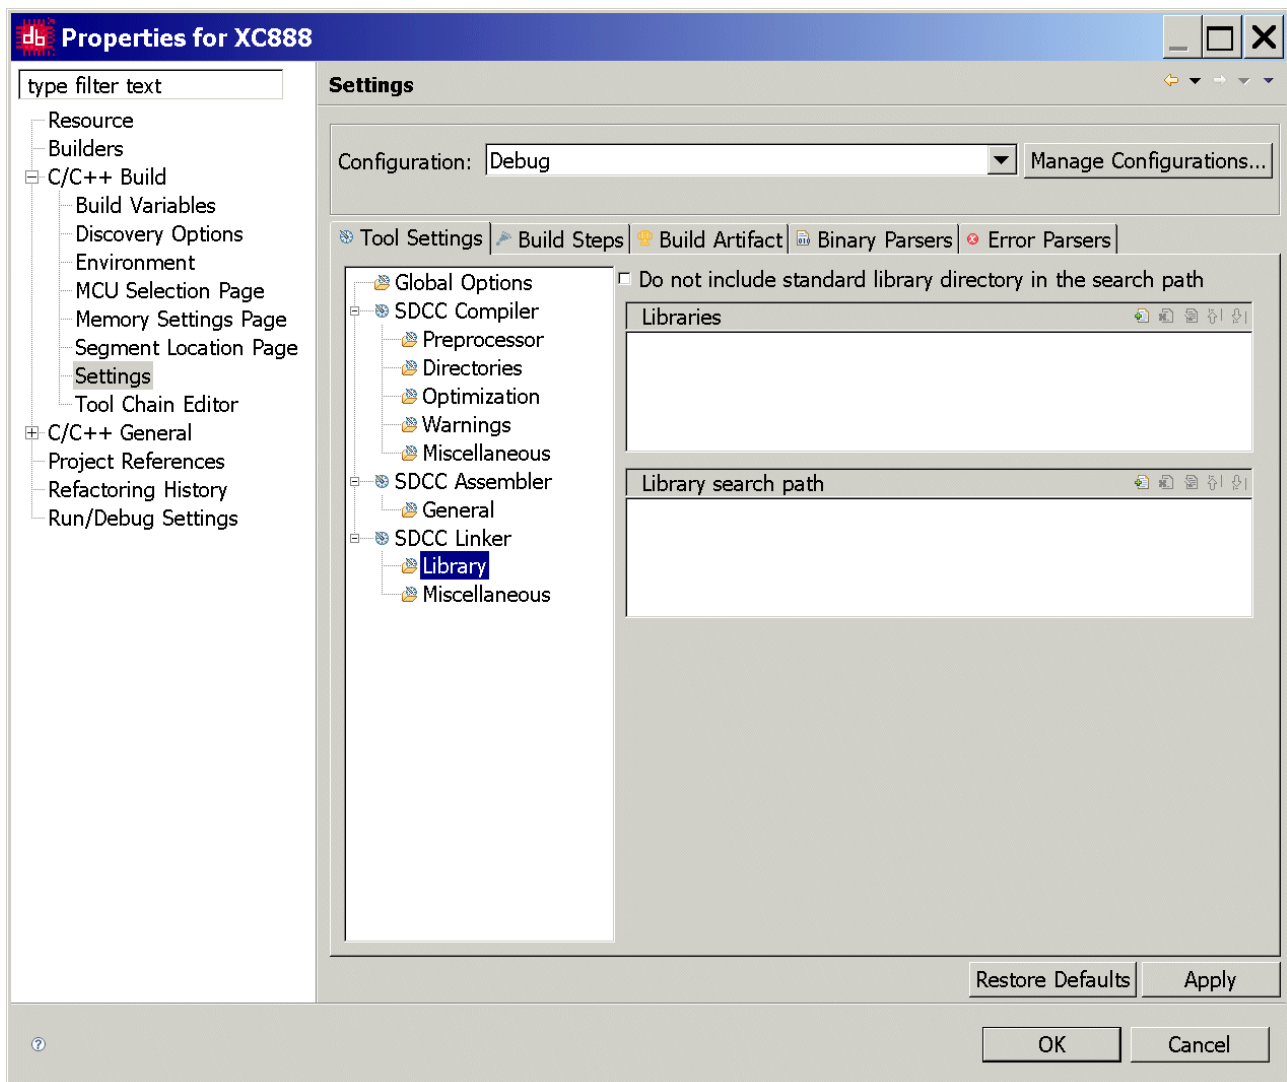 db Properties for XC888
type filter text
Resource
Builders
C/C++ Build
Build Variables
Discovery Options
Environment
MCU Selection Page
Memory Settings Page
Segment Location Page
Settings
Tool Chain Editor
C/C++ General
Project References
Refactoring History
Run/Debug Settings
Settings
Configuration: Debug Manage Configurations...
Tool Settings Build Steps Build Artifact Binary Parsers Error Parsers
Global Options
SDCC Compiler
Preprocessor
Directories
Optimization
Warnings
Miscellaneous
SDCC Assembler
General
SDCC Linker
Library
Miscellaneous
Do not include standard library directory in the search path
Libraries
Library search path
Restore Defaults Apply
OK Cancel